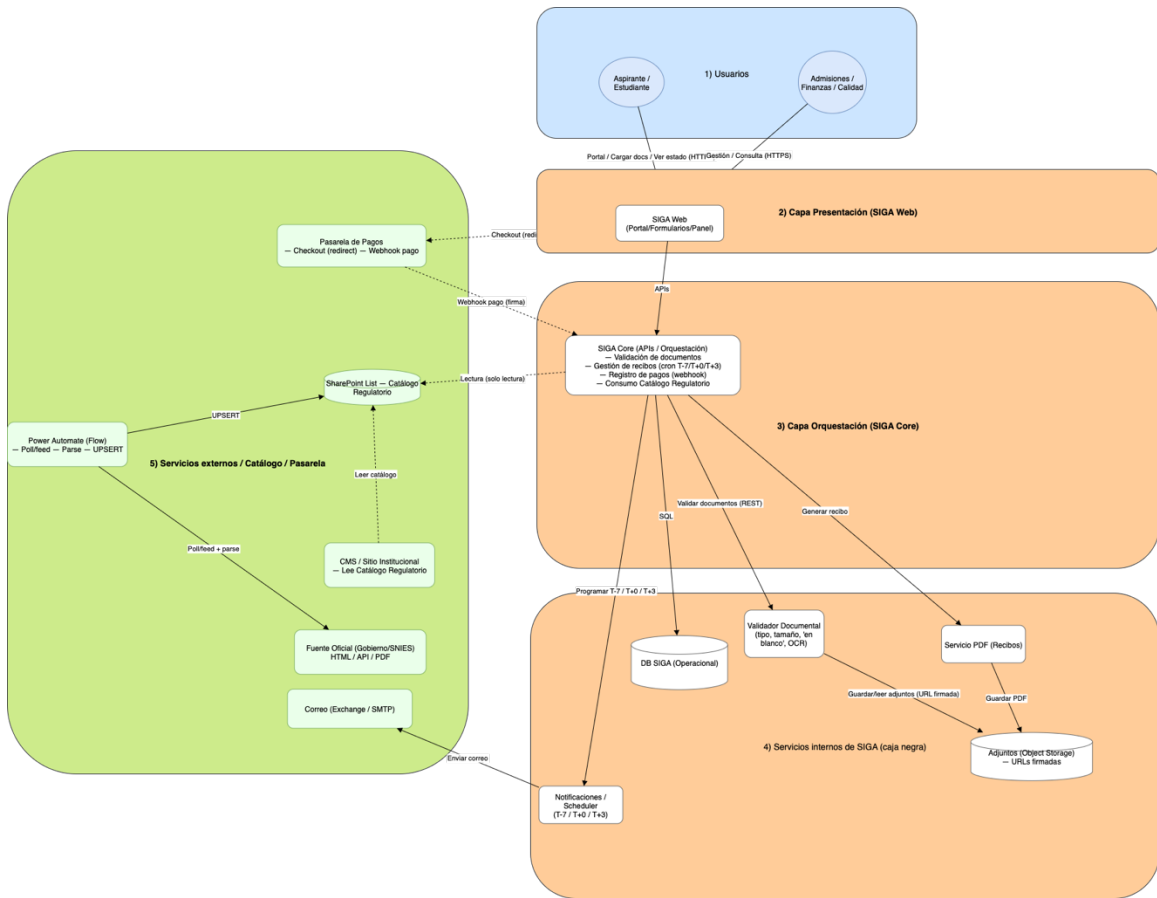 1) Usuarios
Aspirante /
Estudiante
Admisiones /
Finanzas / Calidad
Portal / Cargar docs / Ver estado
Gestión / Consulta (HTTPS)
2) Capa Presentación (SIGA Web)
SIGA Web
(Portal/Formularios/Panel)
Pasarela de Pagos
— Checkout (redirect) — Webhook pago
Checkout (redi
APIs
Webhook pago (firma)
3) Capa Orquestación (SIGA Core)
SIGA Core (APIs / Orquestación)
— Validación de documentos
— Gestión de recibos (cron T-7/T+0/T+3)
— Registro de pagos (webhook)
— Consumo Catálogo Regulatorio
Lectura (solo lectura)
SharePoint List — Catálogo
Regulatorio
UPSERT
Power Automate (Flow)
— Poll/feed — Parse — UPSERT
5) Servicios externos / Catálogo / Pasarela
Leer catálogo
Poll/feed + parse
CMS / Sitio Institucional
— Lee Catálogo Regulatorio
Fuente Oficial (Gobierno/SNIES)
HTML / API / PDF
Correo (Exchange / SMTP)
Enviar correo
SQL
Validar documentos (REST)
Generar recibo
Programar T-7 / T+0 / T+3
DB SIGA (Operacional)
Validador Documental
(tipo, tamaño, 'en
blanco', OCR)
Servicio PDF (Recibos)
Guardar/leer adjuntos (URL firmada)
Guardar PDF
4) Servicios internos de SIGA (caja negra)
Adjuntos (Object Storage)
— URLs firmadas
Notificaciones /
Scheduler
(T-7 / T+0 / T+3)